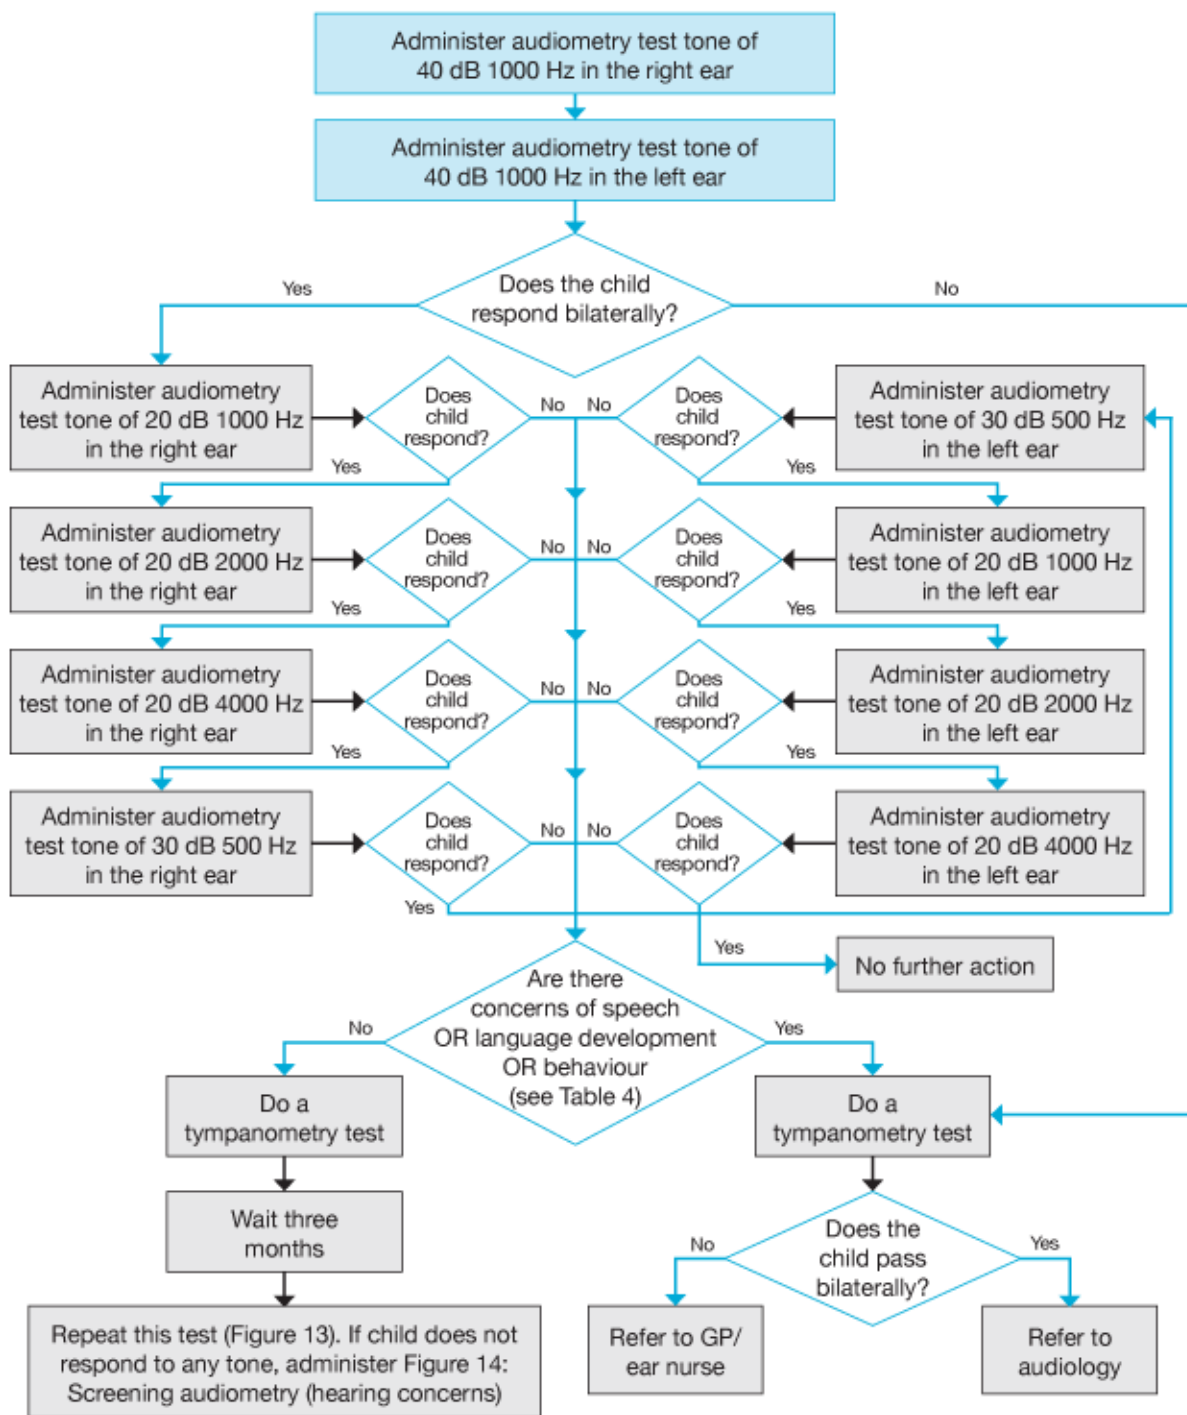 Administer audiometry test tone of
40 dB 1000 Hz in the right ear
Administer audiometry test tone of
40 dB 1000 Hz in the left ear
Does the child
respond bilaterally?
Yes
No
Administer audiometry
test tone of 20 dB 1000 Hz
in the right ear
Does
child
respond?
No
No
Does
child
respond?
Administer audiometry
test tone of 30 dB 500 Hz
in the left ear
Yes
Yes
Administer audiometry
test tone of 20 dB 2000 Hz
in the right ear
Does
child
respond?
No
No
Does
child
respond?
Administer audiometry
test tone of 20 dB 1000 Hz
in the left ear
Yes
Yes
Administer audiometry
test tone of 20 dB 4000 Hz
in the right ear
Does
child
respond?
No
No
Does
child
respond?
Administer audiometry
test tone of 20 dB 2000 Hz
in the left ear
Yes
Yes
Administer audiometry
test tone of 30 dB 500 Hz
in the right ear
Does
child
respond?
No
No
Does
child
respond?
Administer audiometry
test tone of 20 dB 4000 Hz
in the left ear
Yes
Yes
No further action
Are there
concerns of speech
OR language development
OR behaviour
(see Table 4)
No
Yes
Do a
tympanometry test
Do a
tympanometry test
Wait three
months
Does the
child pass
bilaterally?
No
Yes
Repeat this test (Figure 13). If child does not
respond to any tone, administer Figure 14:
Screening audiometry (hearing concerns)
Refer to GP/
ear nurse
Refer to
audiology